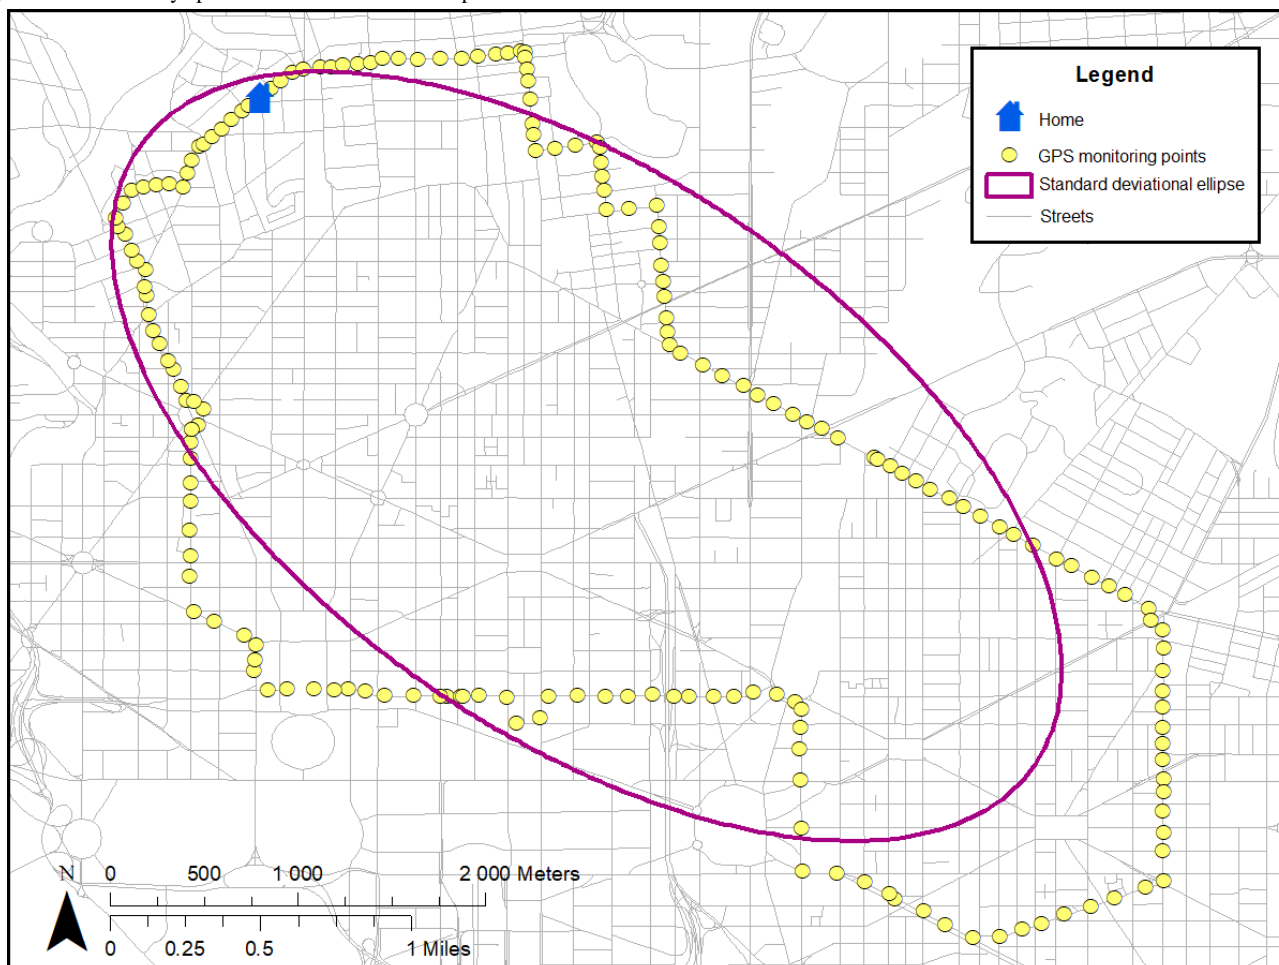 Legend
Home
GPS monitoring points
Standard deviational ellipse
Streets
N 0 500 1 000 2 000 Meters
0 0.25 0.5 1 Miles